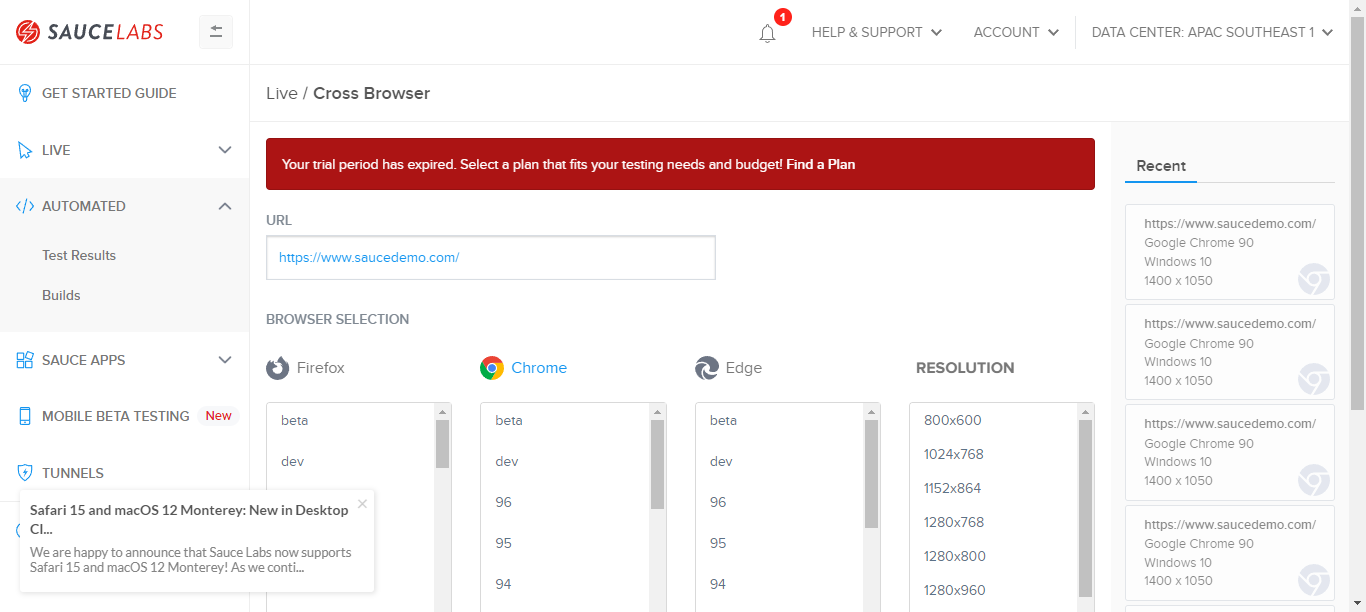 SAUCELABS
1
HELP & SUPPORT
ACCOUNT
DATA CENTER: APAC SOUTHEAST 1
GET STARTED GUIDE
LIVE
AUTOMATED
Test Results
Builds
SAUCE APPS
MOBILE BETA TESTING New
TUNNELS
Safari 15 and macOS 12 Monterey: New in Desktop
Cl...
We are happy to announce that Sauce Labs now supports
Safari 15 and macOS 12 Monterey! As we conti...
Live / Cross Browser
Your trial period has expired. Select a plan that fits your testing needs and budget! Find a Plan
URL
https://www.saucedemo.com/
BROWSER SELECTION
Firefox
beta
dev
Chrome
beta
dev
96
95
94
Edge
beta
dev
96
95
94
RESOLUTION
800x600
1024x768
1152x864
1280x768
1280x800
1280x960
Recent
https://www.saucedemo.com/
Google Chrome 90
Windows 10
1400 x 1050
https://www.saucedemo.com/
Google Chrome 90
Windows 10
1400 x 1050
https://www.saucedemo.com/
Google Chrome 90
Windows 10
1400 x 1050
https://www.saucedemo.com/
Google Chrome 90
Windows 10
1400 x 1050